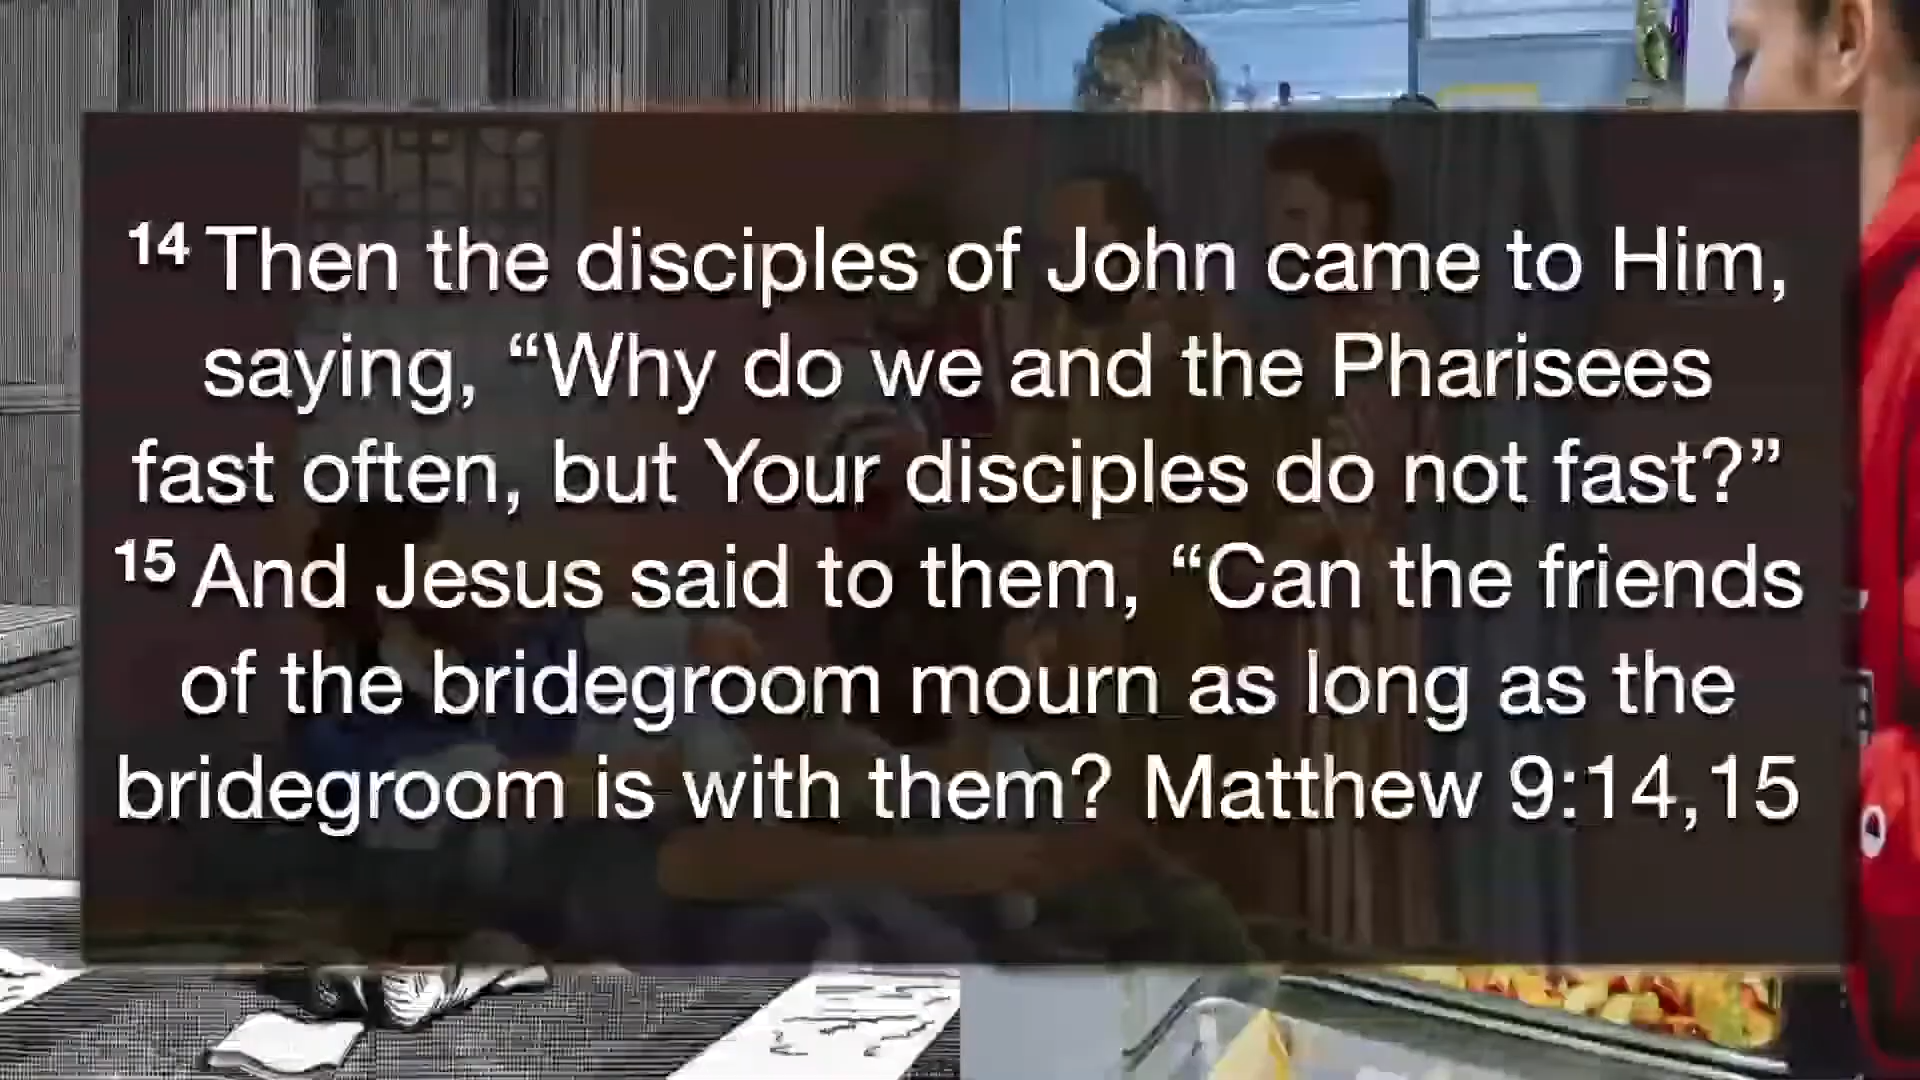 14 Then the disciples of John came to Him,
saying, “Why do we and the Pharisees
fast often, but Your disciples do not fast?”
15 And Jesus said to them, “Can the friends
of the bridegroom mourn as long as the
bridegroom is with them? Matthew 9:14,15